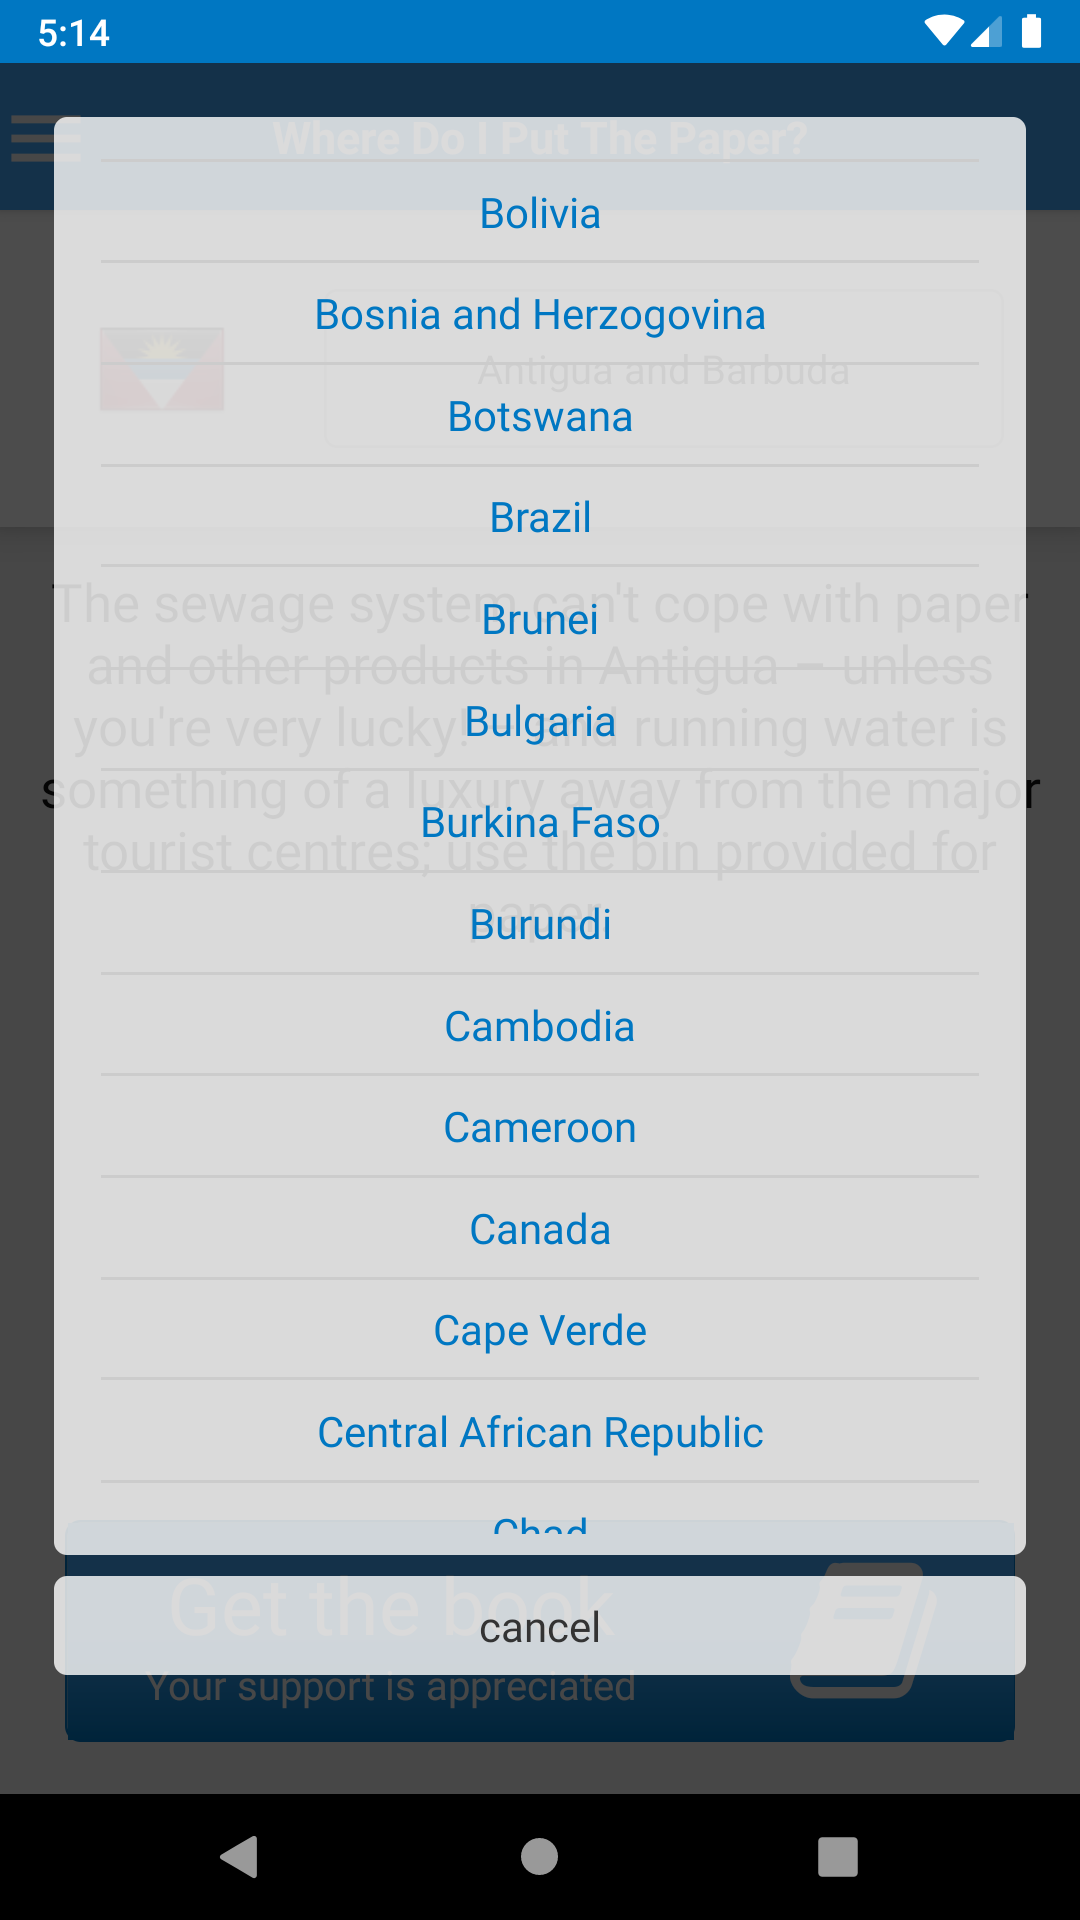 5:14
Where Do I Put The Paper?
Bolivia
Bosnia and Herzogovina
Antigua and Barbuda
Botswana
Brazil
The sewage system can't cope with paper
Brunei
and other products in Antigua – unless
you're very lucky! – and running water is
Bulgaria
something of a luxury away from the major
Burkina Faso
tourist centres; use the bin provided for
paper.
Burundi
Cambodia
Cameroon
Canada
Cape Verde
Central African Republic
Chad
Get the book
cancel
Your support is appreciated